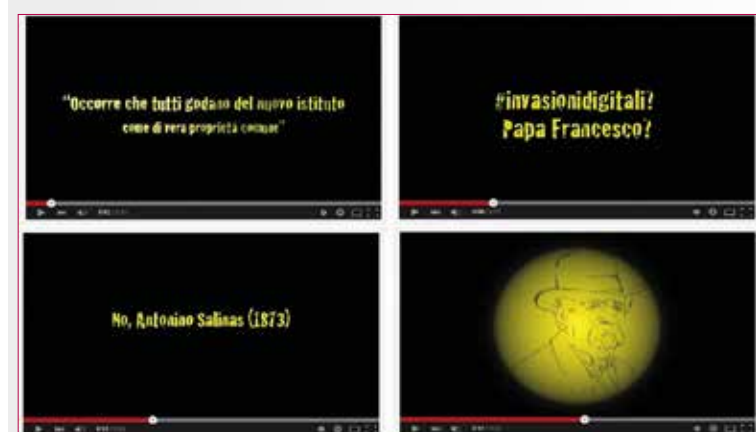 “Occorre che tutti godano del nuovo istituto
come di vera proprietà comune”
#invasionidigitali?
Papa Francesco?
No, Antonino Salinas (1873)